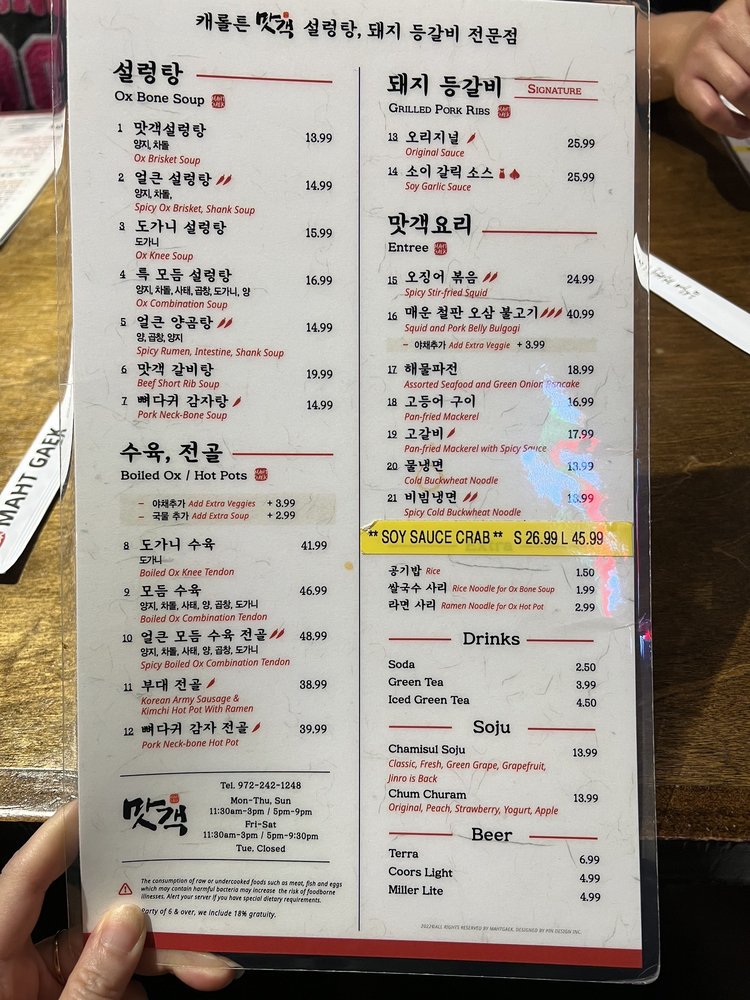 캐롤튼 맛객 설렁탕, 돼지 등갈비 전문점
설렁탕
Ox Bone Soup
1 맛객설렁탕 13.99
양지, 차돌
Ox Brisket Soup
2 얼큰 설렁탕 14.99
양지, 차돌,
Spicy Ox Brisket, Shank Soup
3 도가니 설렁탕 15.99
도가니
Ox Knee Soup
4 특 모듬 설렁탕 16.99
양지, 차돌, 사태, 곱창, 도가니, 양
Ox Combination Soup
5 얼큰 양곰탕 14.99
양, 곱창, 양지
Spicy Rumen, Intestine, Shank Soup
6 맛객 갈비탕 19.99
Beef Short Rib Soup
7 뼈다귀 감자탕 14.99
Pork Neck-Bone Soup
수육, 전골
Boiled Ox / Hot Pots
– 야채추가 Add Extra Veggies + 3.99
– 국물 추가 Add Extra Soup + 2.99
8 도가니 수육 41.99
도가니
Boiled Ox Knee Tendon
9 모듬 수육 46.99
양지, 차돌, 사태, 양, 곱창, 도가니
Boiled Ox Combination Tendon
10 얼큰 모듬 수육 전골 48.99
양지, 차돌, 사태, 양, 곱창, 도가니
Spicy Boiled Ox Combination Tendon
11 부대 전골 38.99
Korean Army Sausage &
Kimchi Hot Pot With Ramen
12 뼈다귀 감자 전골 39.99
Pork Neck-bone Hot Pot
맛객
Tel. 972-242-1248
Mon-Thu, Sun
11:30am-3pm / 5pm-9pm
Fri-Sat
11:30am-3pm / 5pm-9:30pm
Tue. Closed
The consumption of raw or undercooked foods such as meat, fish and eggs
which may contain harmful bacteria may increase the risk of foodborne
illnesses. Alert your server if you have special dietary requirements.
Party of 6 & over, we include 18% gratuity.
돼지 등갈비 SIGNATURE
GRILLED PORK RIBS
13 오리지널 25.99
Original Sauce
14 소이 갈릭 소스 25.99
Soy Garlic Sauce
맛객요리
Entree
15 오징어 볶음 24.99
Spicy Stir-fried Squid
16 매운 철판 오삼 불고기 40.99
Squid and Pork Belly Bulgogi
– 야채추가 Add Extra Veggie + 3.99
17 해물파전 18.99
Assorted Seafood and Green Onion Pancake
18 고등어 구이 16.99
Pan-fried Mackerel
19 고갈비 17.99
Pan-fried Mackerel with Spicy Sauce
20 물냉면 13.99
Cold Buckwheat Noodle
21 비빔냉면 13.99
Spicy Cold Buckwheat Noodle
** SOY SAUCE CRAB ** S 26.99 L 45.99
공기밥 Rice 1.50
쌀국수 사리 Rice Noodle for Ox Bone Soup 1.99
라면 사리 Ramen Noodle for Ox Hot Pot 2.99
Drinks
Soda 2.50
Green Tea 3.99
Iced Green Tea 4.50
Soju
Chamisul Soju 13.99
Classic, Fresh, Green Grape, Grapefruit,
Jinro is Back
Chum Churam 13.99
Original, Peach, Strawberry, Yogurt, Apple
Beer
Terra 6.99
Coors Light 4.99
Miller Lite 4.99
2022©ALL RIGHTS RESERVED BY MAHTGAEK. DESIGNED BY PIN DESIGN INC.
MAHT GAEK